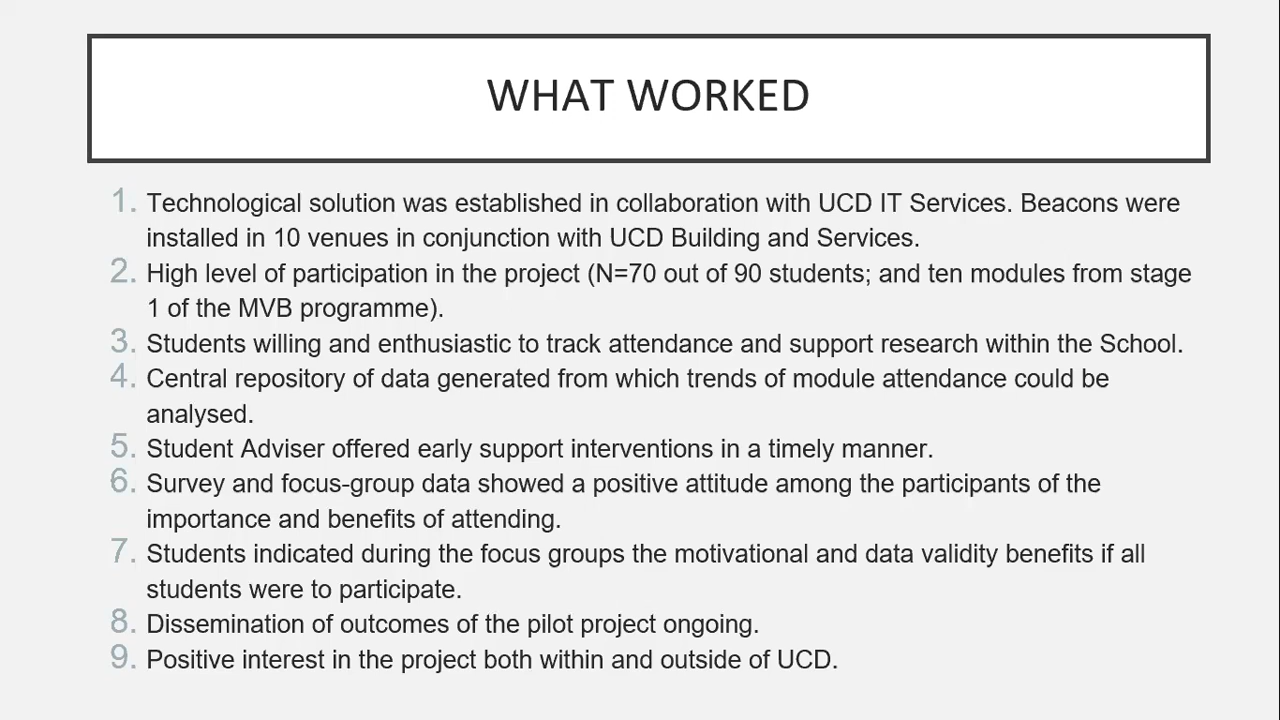 WHAT WORKED
1. Technological solution was established in collaboration with UCD IT Services. Beacons were
installed in 10 venues in conjunction with UCD Building and Services.
2. High level of participation in the project (N=70 out of 90 students; and ten modules from stage
1 of the MVB programme).
3. Students willing and enthusiastic to track attendance and support research within the School.
4. Central repository of data generated from which trends of module attendance could be
analysed.
5. Student Adviser offered early support interventions in a timely manner.
6. Survey and focus-group data showed a positive attitude among the participants of the
importance and benefits of attending.
7. Students indicated during the focus groups the motivational and data validity benefits if all
students were to participate.
8. Dissemination of outcomes of the pilot project ongoing.
9. Positive interest in the project both within and outside of UCD.